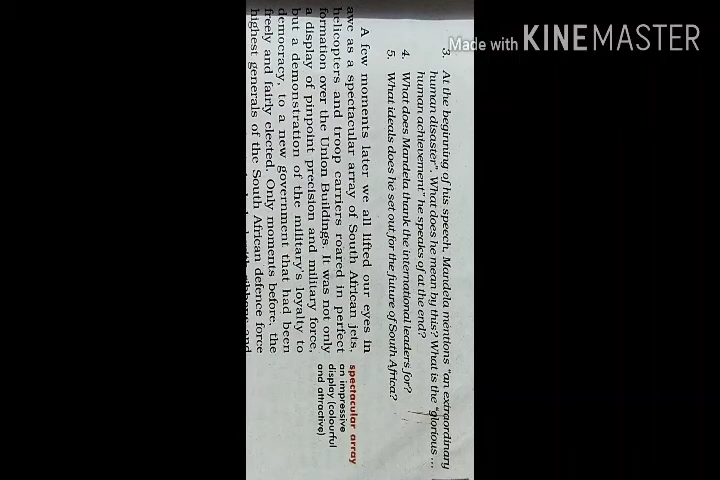 Made with KINEMASTER
3. At the beginning of his speech, Mandela mentions "an extraordinary
human disaster". What does he mean by this? What is the "glorious ...
human achievement" he speaks of at the end?
4. What does Mandela thank the international leaders for?
5. What ideals does he set out for the future of South Africa?
A few moments later we all lifted our eyes in
awe as a spectacular array of South African jets,
helicopters and troop carriers roared in perfect
formation over the Union Buildings. It was not only
a display of pinpoint precision and military force,
but a demonstration of the military's loyalty to
democracy, to a new government that had been
freely and fairly elected. Only moments before, the
highest generals of the South African defence force
spectacular array
an impressive
display (colourful
and attractive)